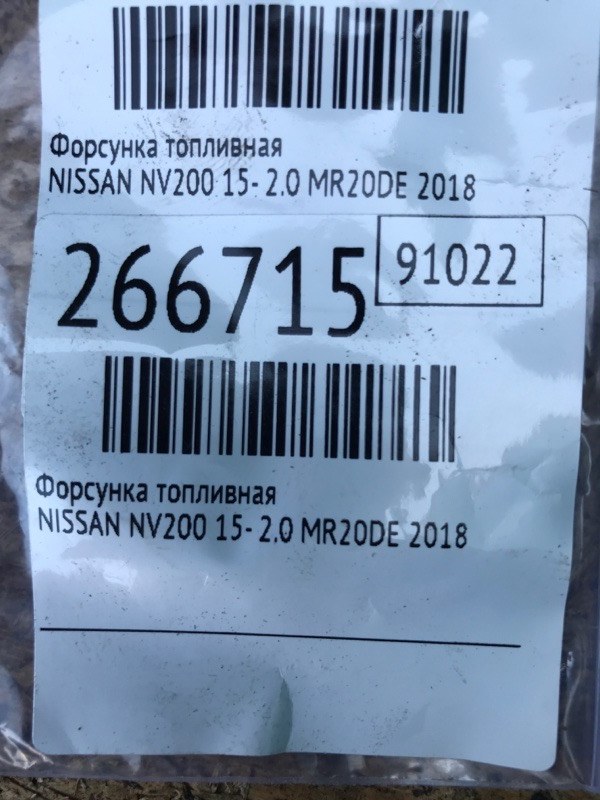 Форсунка топливная
NISSAN NV200 15- 2.0 MR20DE 2018
266715
91022
Форсунка топливная
NISSAN NV200 15- 2.0 MR20DE 2018